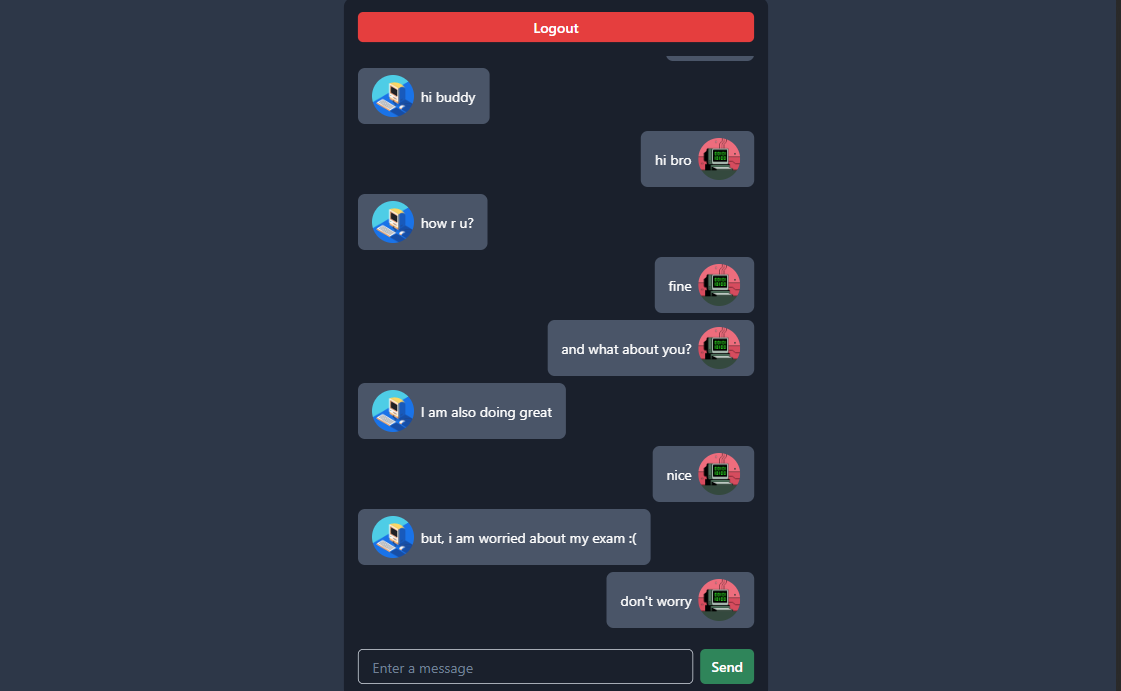 Logout
hi buddy
hi bro
how r u?
fine
and what about you?
I am also doing great
nice
but, i am worried about my exam :(
don't worry
Enter a message
Send